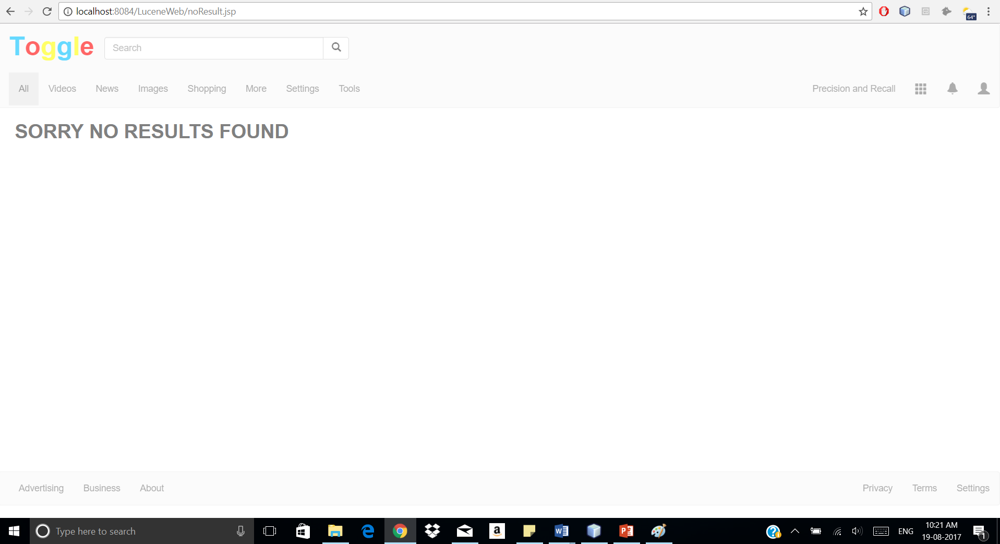 localhost:8084/LuceneWeb/noResult.jsp
64°
Toggle
Search
All Videos News Images Shopping More Settings Tools Precision and Recall
SORRY NO RESULTS FOUND
Advertising Business About Privacy Terms Settings
Type here to search
ENG
10:21 AM
19-08-2017
1